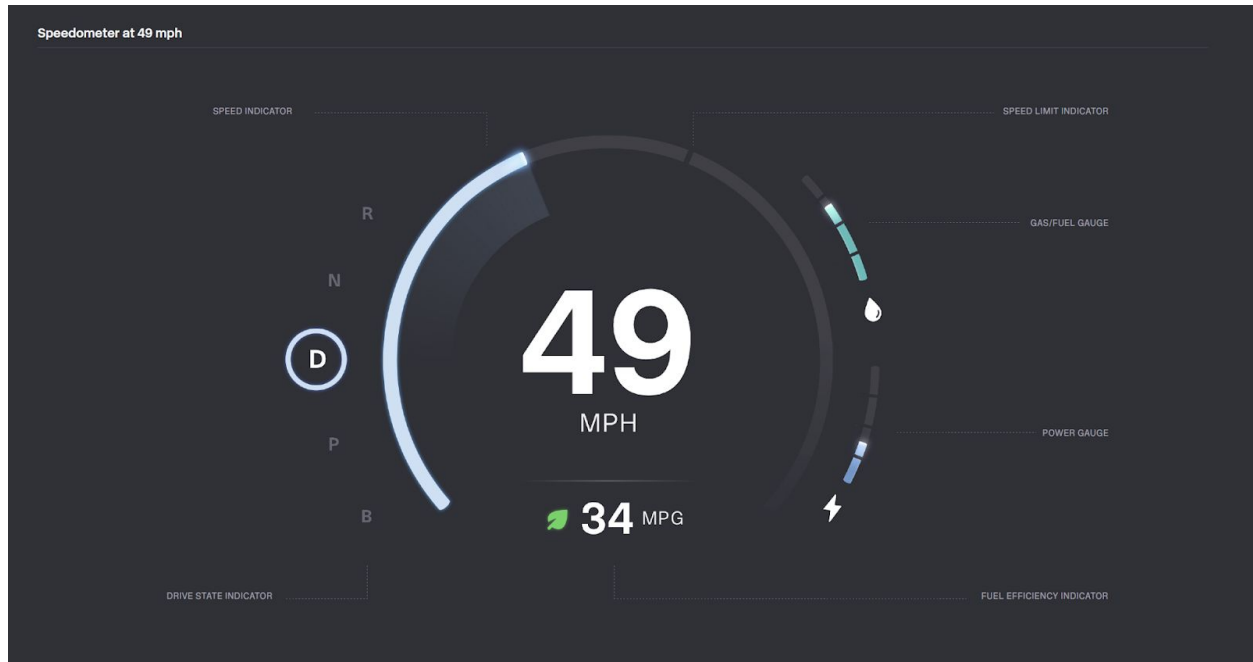 Speedometer at 49 mph
SPEED INDICATOR
SPEED LIMIT INDICATOR
R
GAS/FUEL GAUGE
N
49
D
MPH
POWER GAUGE
P
34 MPG
B
DRIVE STATE INDICATOR
FUEL EFFICIENCY INDICATOR